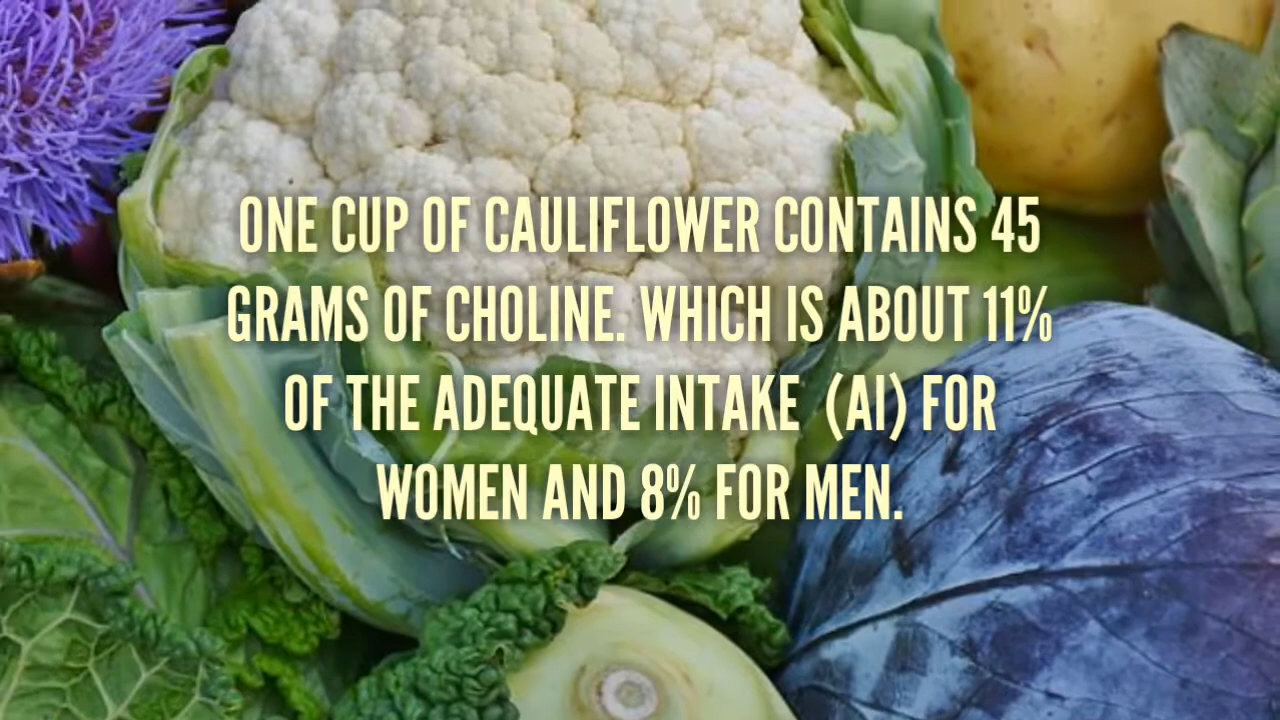 ONE CUP OF CAULIFLOWER CONTAINS 45
GRAMS OF CHOLINE. WHICH IS ABOUT 11%
OF THE ADEQUATE INTAKE (AI) FOR
WOMEN AND 8% FOR MEN.